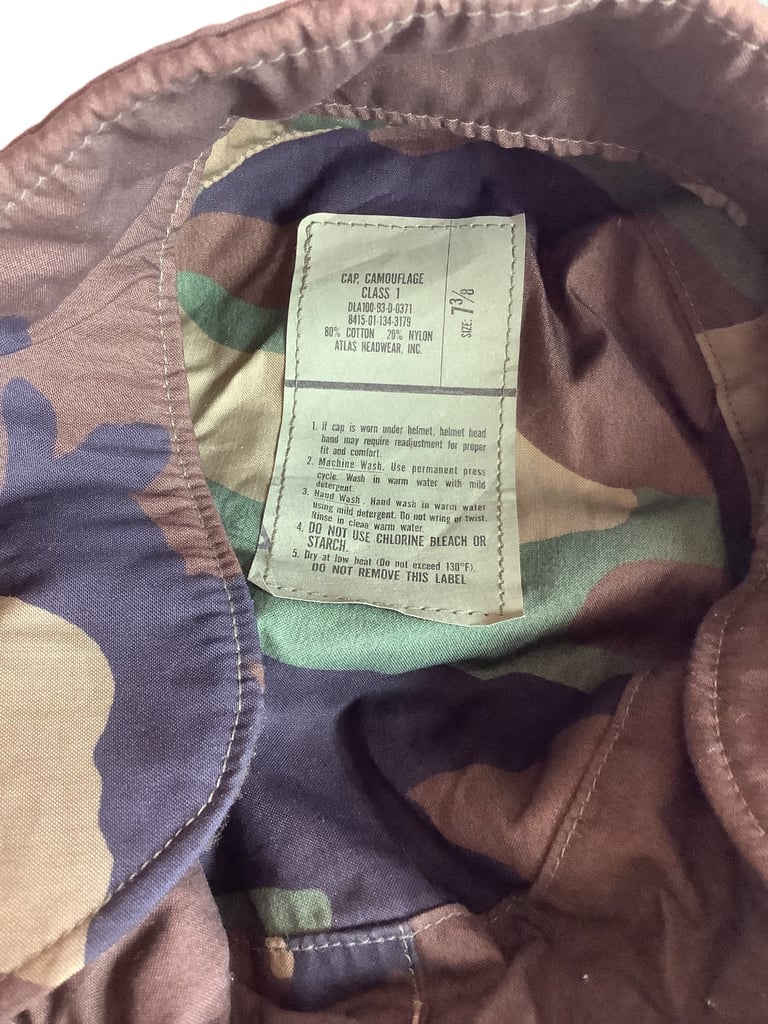 CAP, CAMOUFLAGE
CLASS 1
DLA100-93-D-0371
8415-01-134-3179
80% COTTON 20% NYLON
ATLAS HEADWEAR, INC.
SIZE: 7 3/8
1. If cap is worn under helmet, helmet head
band may require readjustment for proper
fit and comfort.
2. Machine Wash. Use permanent press
cycle. Wash in warm water with mild
detergent.
3. Hand Wash. Hand wash in warm water
using mild detergent. Do not wring or twist.
Rinse in clean warm water.
4. DO NOT USE CHLORINE BLEACH OR
STARCH.
5. Dry at low heat (Do not exceed 130°F).
DO NOT REMOVE THIS LABEL